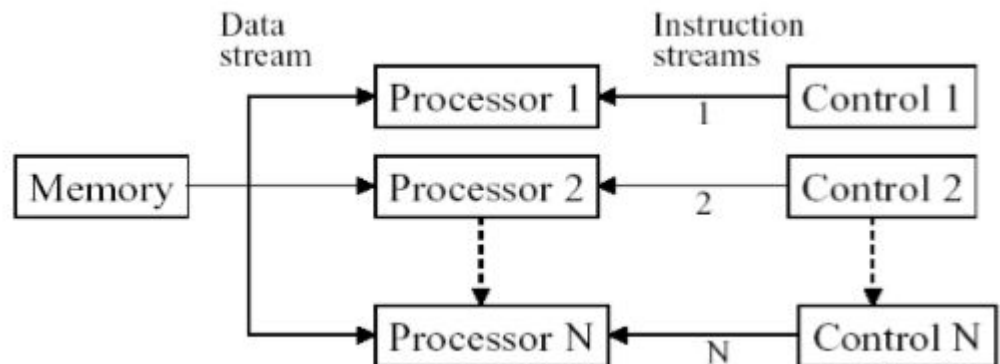 Data
stream
Instruction
streams
Processor 1
1
Control 1
Memory
Processor 2
2
Control 2
Processor N
N
Control N